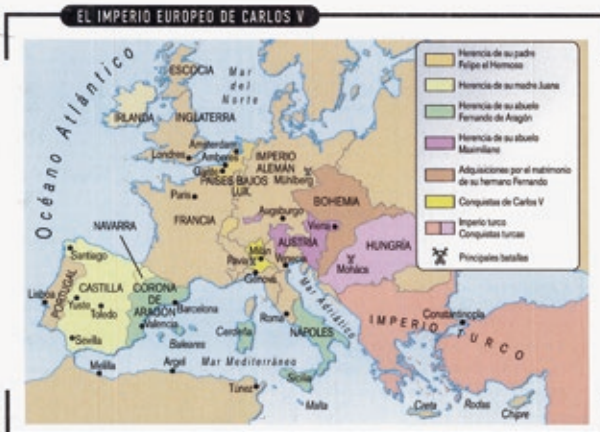 EL IMPERIO EUROPEO DE CARLOS V
Océano Atlántico
ESCOCIA
Mar
del
Norte
IRLANDA
INGLATERRA
Amsterdam
Londres
Amberes
Gante
PAÍSES BAJOS
LUX.
IMPERIO
ALEMÁN
Mühlberg
París
BOHEMIA
Augsburgo
Viena
FRANCIA
AUSTRIA
HUNGRÍA
Mohács
NAVARRA
Milán
Pavía
Venecia
Génova
Santiago
PORTUGAL
CASTILLA
CORONA
DE
ARAGÓN
Barcelona
Lisboa
Yuste
Toledo
Valencia
Sevilla
Baleares
Cerdeña
Roma
NÁPOLES
Mar Adriático
IMPERIO TURCO
Constantinopla
Melilla
Argel
Mar Mediterráneo
Túnez
Sicilia
Malta
Creta
Rodas
Chipre
Herencia de su padre
Felipe el Hermoso
Herencia de su madre Juana
Herencia de su abuelo
Fernando de Aragón
Herencia de su abuelo
Maximiliano
Adquisiciones por el matrimonio
de su hermano Fernando
Conquistas de Carlos V
Imperio turco
Conquistas turcas
Principales batallas